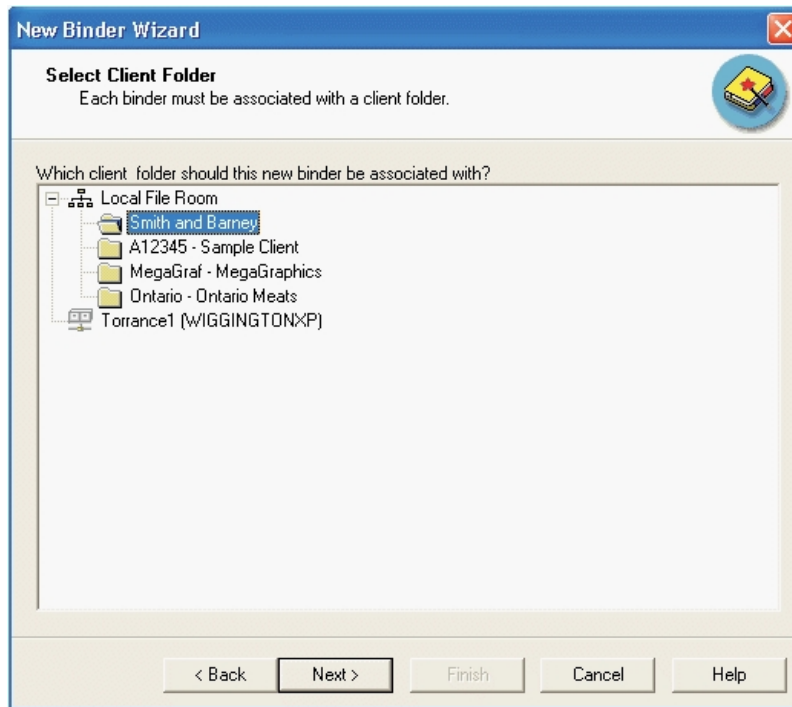 New Binder Wizard
Select Client Folder
Each binder must be associated with a client folder.
Which client folder should this new binder be associated with?
Local File Room
Smith and Barney
A12345 - Sample Client
MegaGraf - MegaGraphics
Ontario - Ontario Meats
Torrance1 (WIGGINGTONXP)
< Back Next > Finish Cancel Help